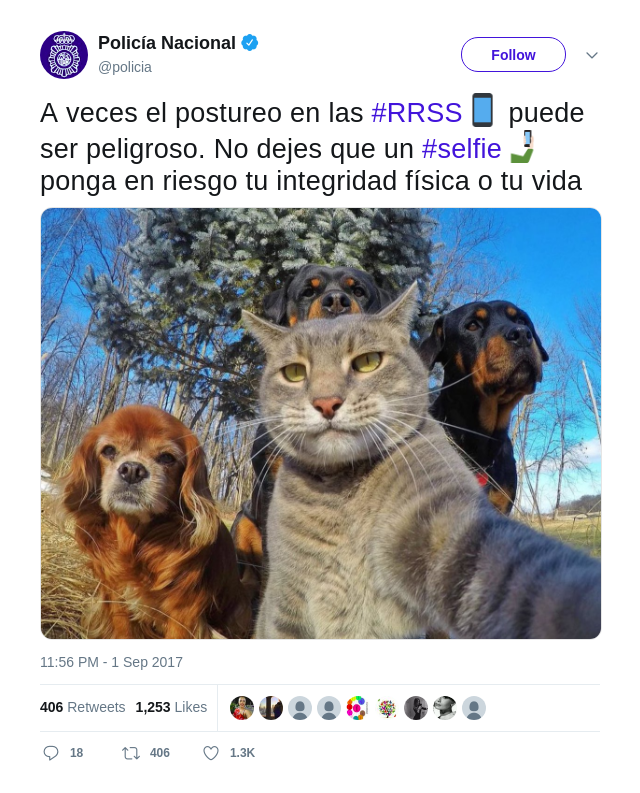 Policía Nacional
@policia
Follow
A veces el postureo en las #RRSS puede
ser peligroso. No dejes que un #selfie
ponga en riesgo tu integridad física o tu vida
11:56 PM - 1 Sep 2017
406 Retweets 1,253 Likes
18 406 1.3K